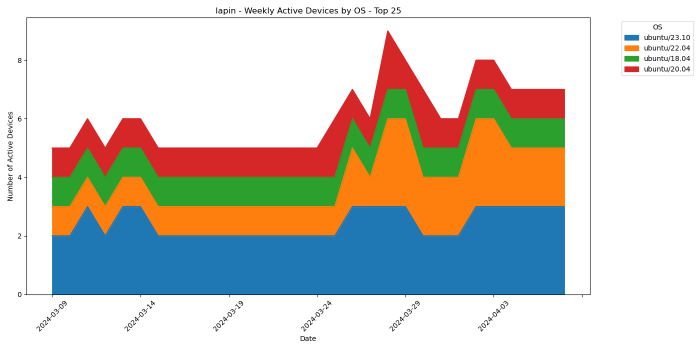 lapin - Weekly Active Devices by OS - Top 25
OS
ubuntu/23.10
ubuntu/22.04
ubuntu/18.04
ubuntu/20.04
Number of Active Devices
8
6
4
2
0
2024-03-09
2024-03-14
2024-03-19
2024-03-24
2024-03-29
2024-04-03
Date